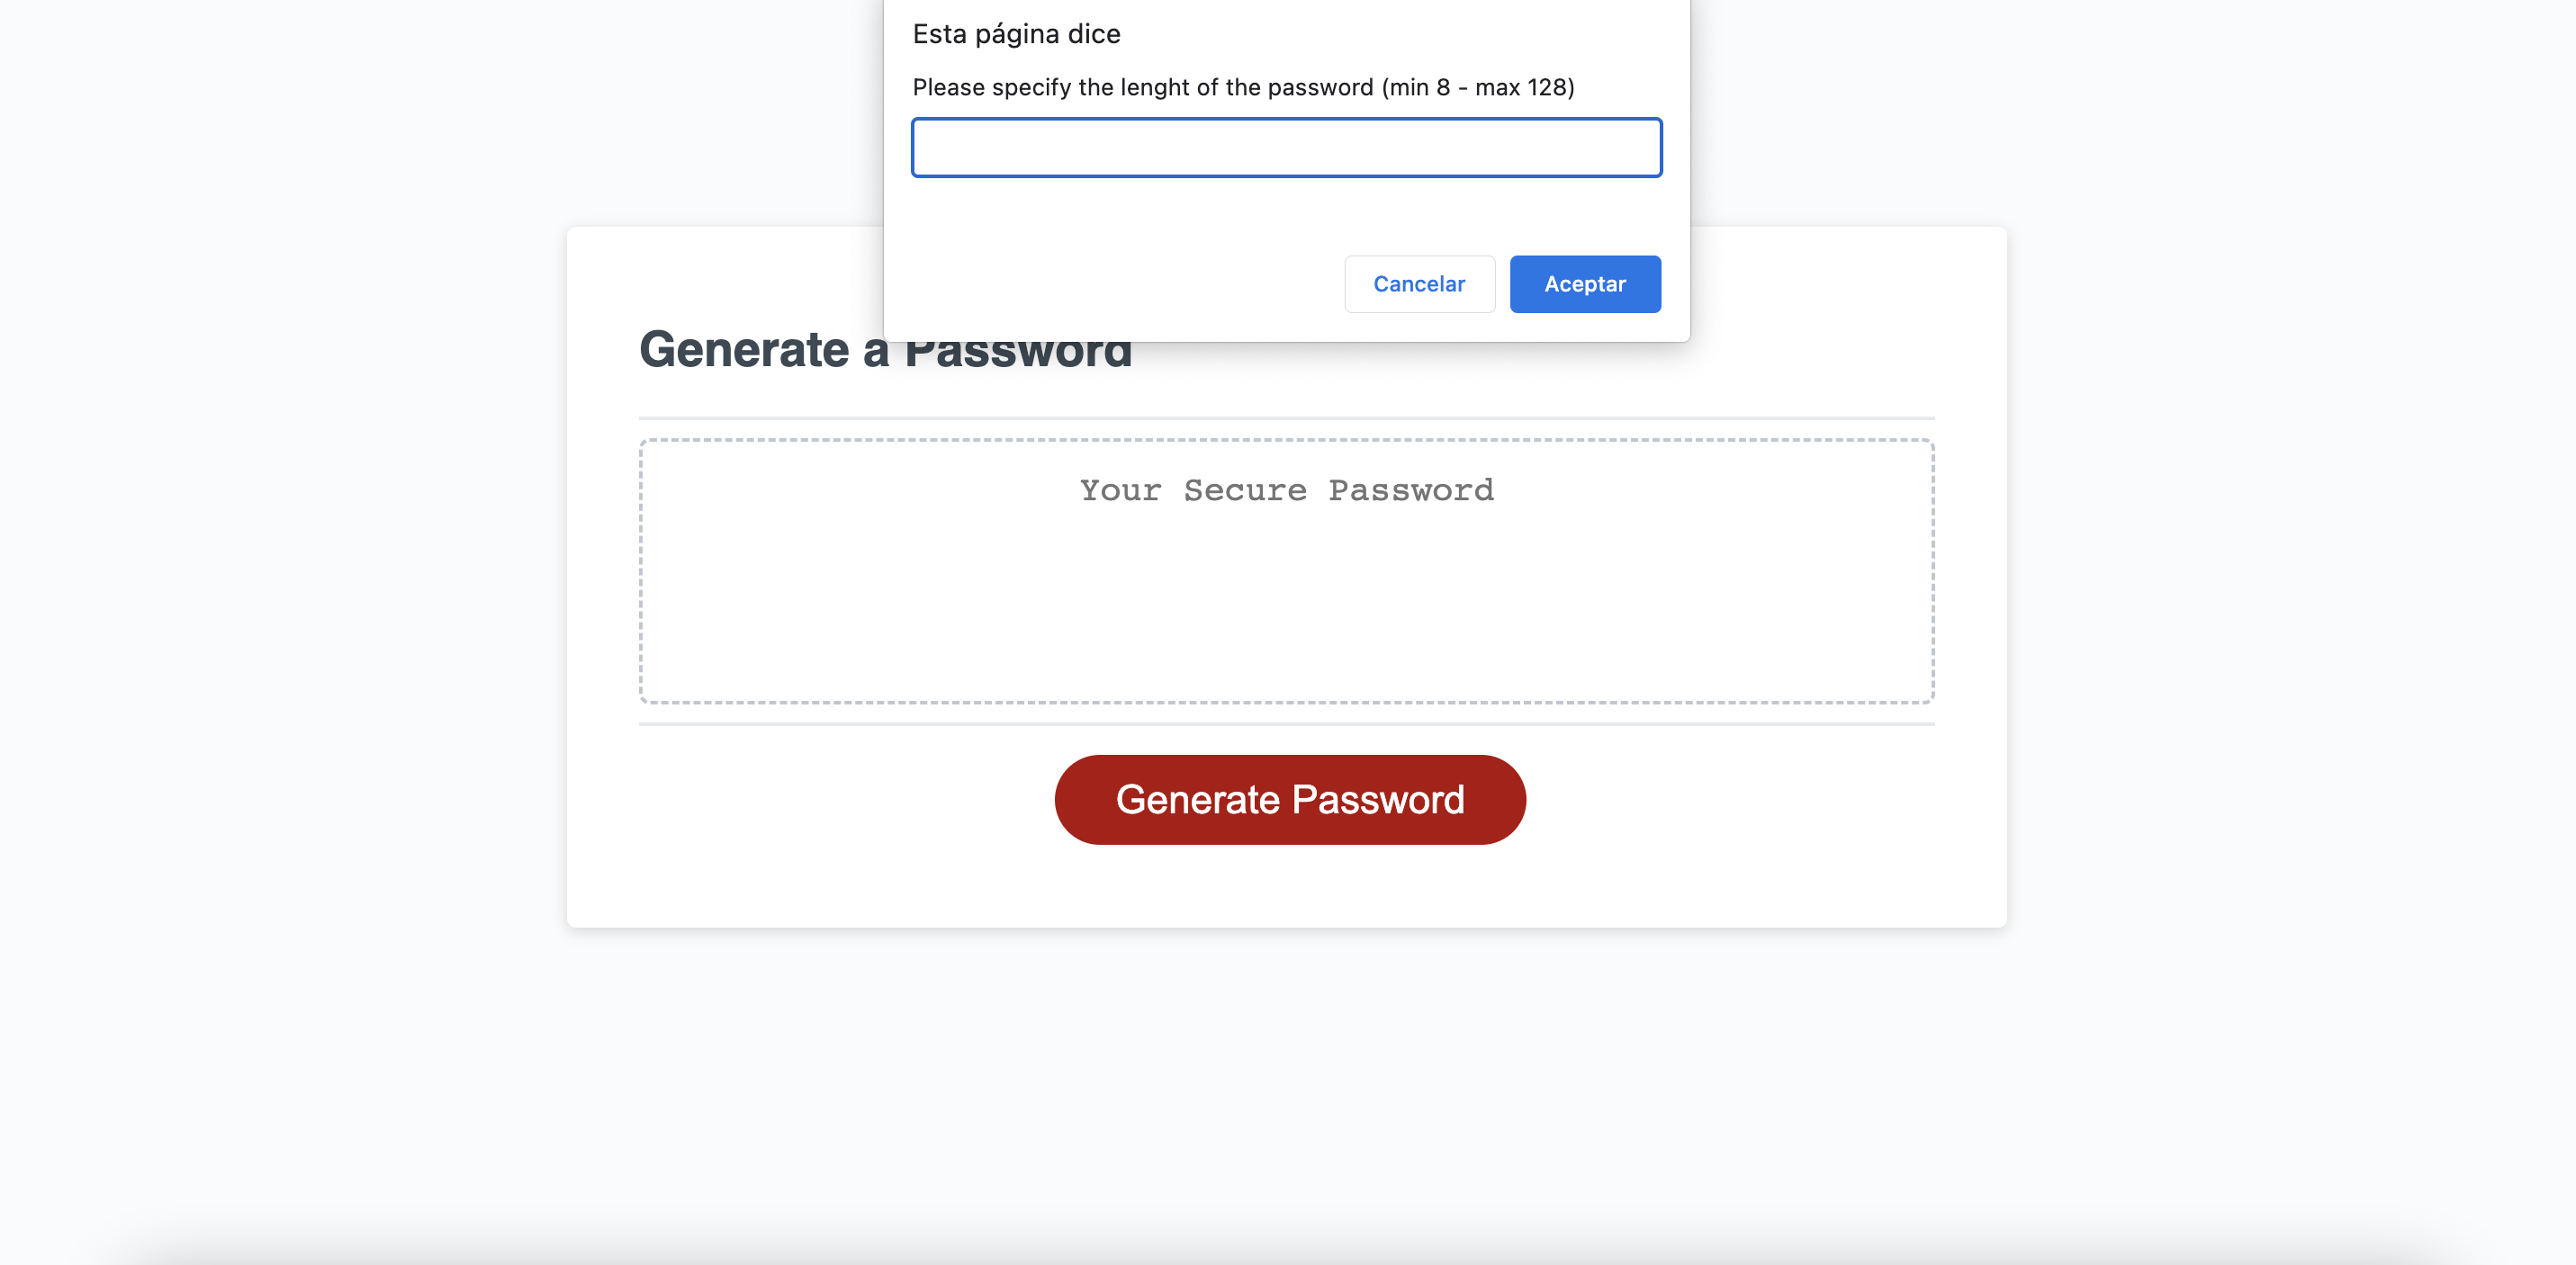 Esta página dice
Please specify the lenght of the password (min 8 - max 128)
Cancelar
Aceptar
Generate a Password
Your Secure Password
Generate Password